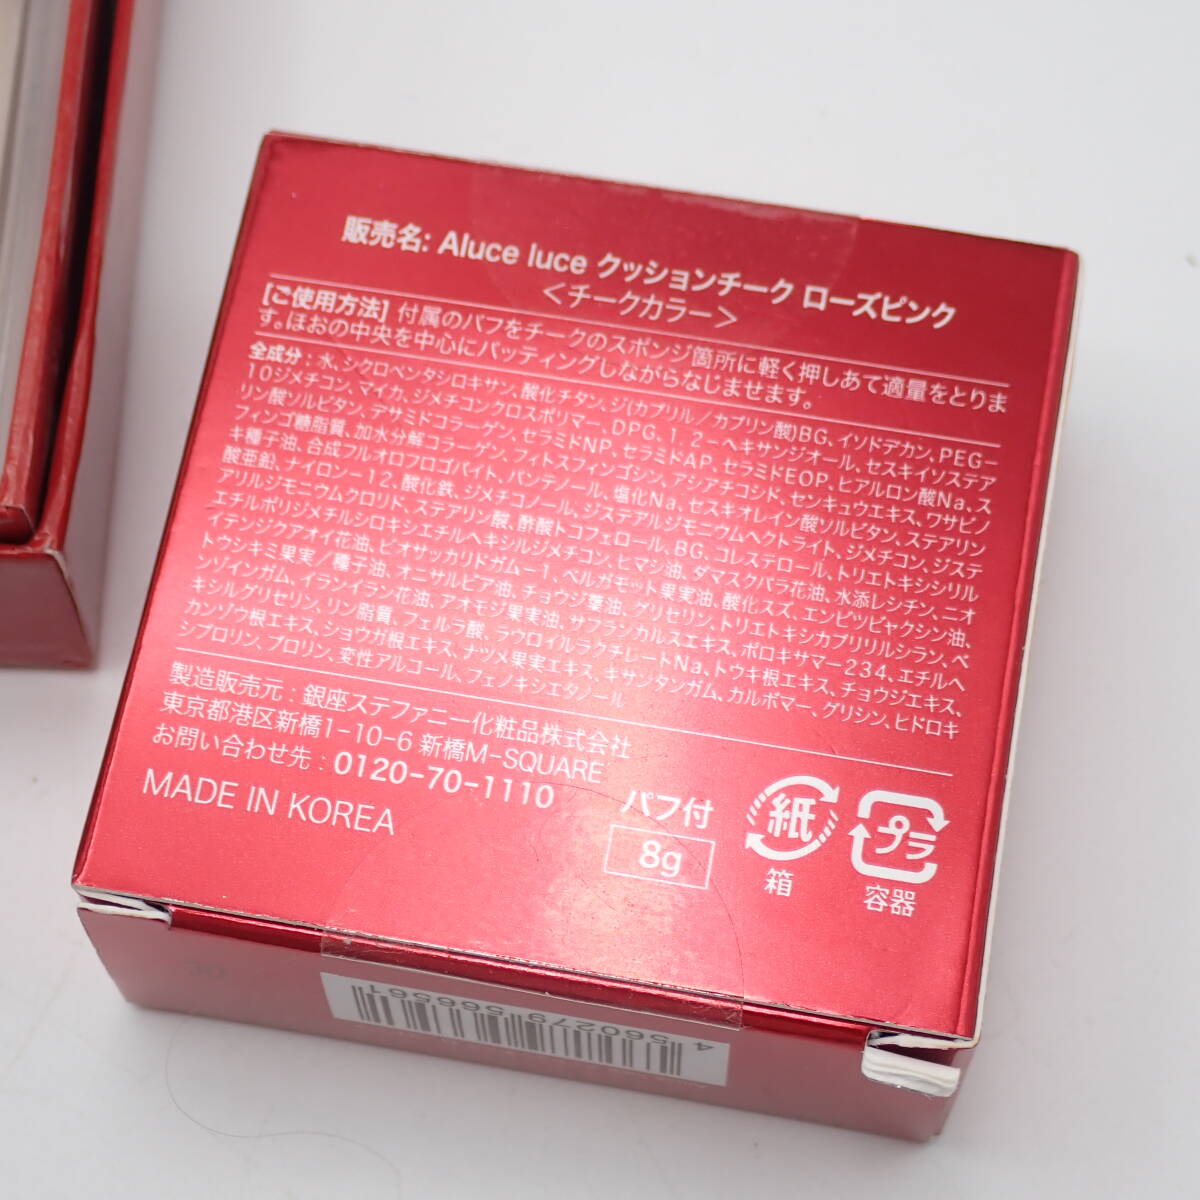 販売名: Aluce luce クッションチーク ローズピンク
＜チークカラー＞
[ご使用方法] 付属のパフをチークのスポンジ箇所に軽く押しあて適量をとりま
す。ほおの中央を中心にパッティングしながらなじませます。
全成分：水、シクロペンタシロキサン、酸化チタン、ジ(カプリル/カプリン酸)BG、イソドデカン、PEG-
10ジメチコン、マイカ、ジメチコンクロスポリマー、DPG、1,2-ヘキサンジオール、セスキイソステア
リン酸ソルビタン、デサミドコラーゲン、セラミドNP、セラミドAP、セラミドEOP、ヒアルロン酸Na、ス
フィンゴ糖脂質、加水分解コラーゲン、フィトスフィンゴシン、アシアチコシド、センキュウエキス、ワサビノ
キ種子油、合成フルオロフロゴパイト、パンテノール、塩化Na、セスキオレイン酸ソルビタン、ステアリン
酸亜鉛、ナイロン-12、酸化鉄、ジメチコノール、ジステアルジモニウムヘクトライト、ジメチコン、ジステ
アリルジモニウムクロリド、ステアリン酸、酢酸トコフェロール、BG、コレステロール、トリエトキシシリル
エチルポリジメチルシロキシエチルヘキシルジメチコン、ヒマシ油、ダマスクバラ花油、水添レシチン、ニオ
イテンジクアオイ花油、ビオサッカリドガム-1、ベルガモット果実油、酸化スズ、エンピツビャクシン油、
トウシキミ果実/種子油、オニサルビア油、チョウジ葉油、グリセリン、トリエトキシカプリリルシラン、ベ
ンゾインガム、イランイラン花油、アオモジ果実油、サフランカルスエキス、ポロキサマー234、エチルヘ
キシルグリセリン、リン脂質、フェルラ酸、ラウロイルラクチレートNa、トウキ根エキス、チョウジエキス、
カンゾウ根エキス、ショウガ根エキス、ナツメ果実エキス、キサンタンガム、カルボマー、グリシン、ヒドロキ
シプロリン、プロリン、変性アルコール、フェノキシエタノール
製造販売元：銀座ステファニー化粧品株式会社
東京都港区新橋1-10-6 新橋M-SQUARE
お問い合わせ先：0120-70-1110
MADE IN KOREA
パフ付
8g
紙
箱
プラ
容器
4 560279 566561